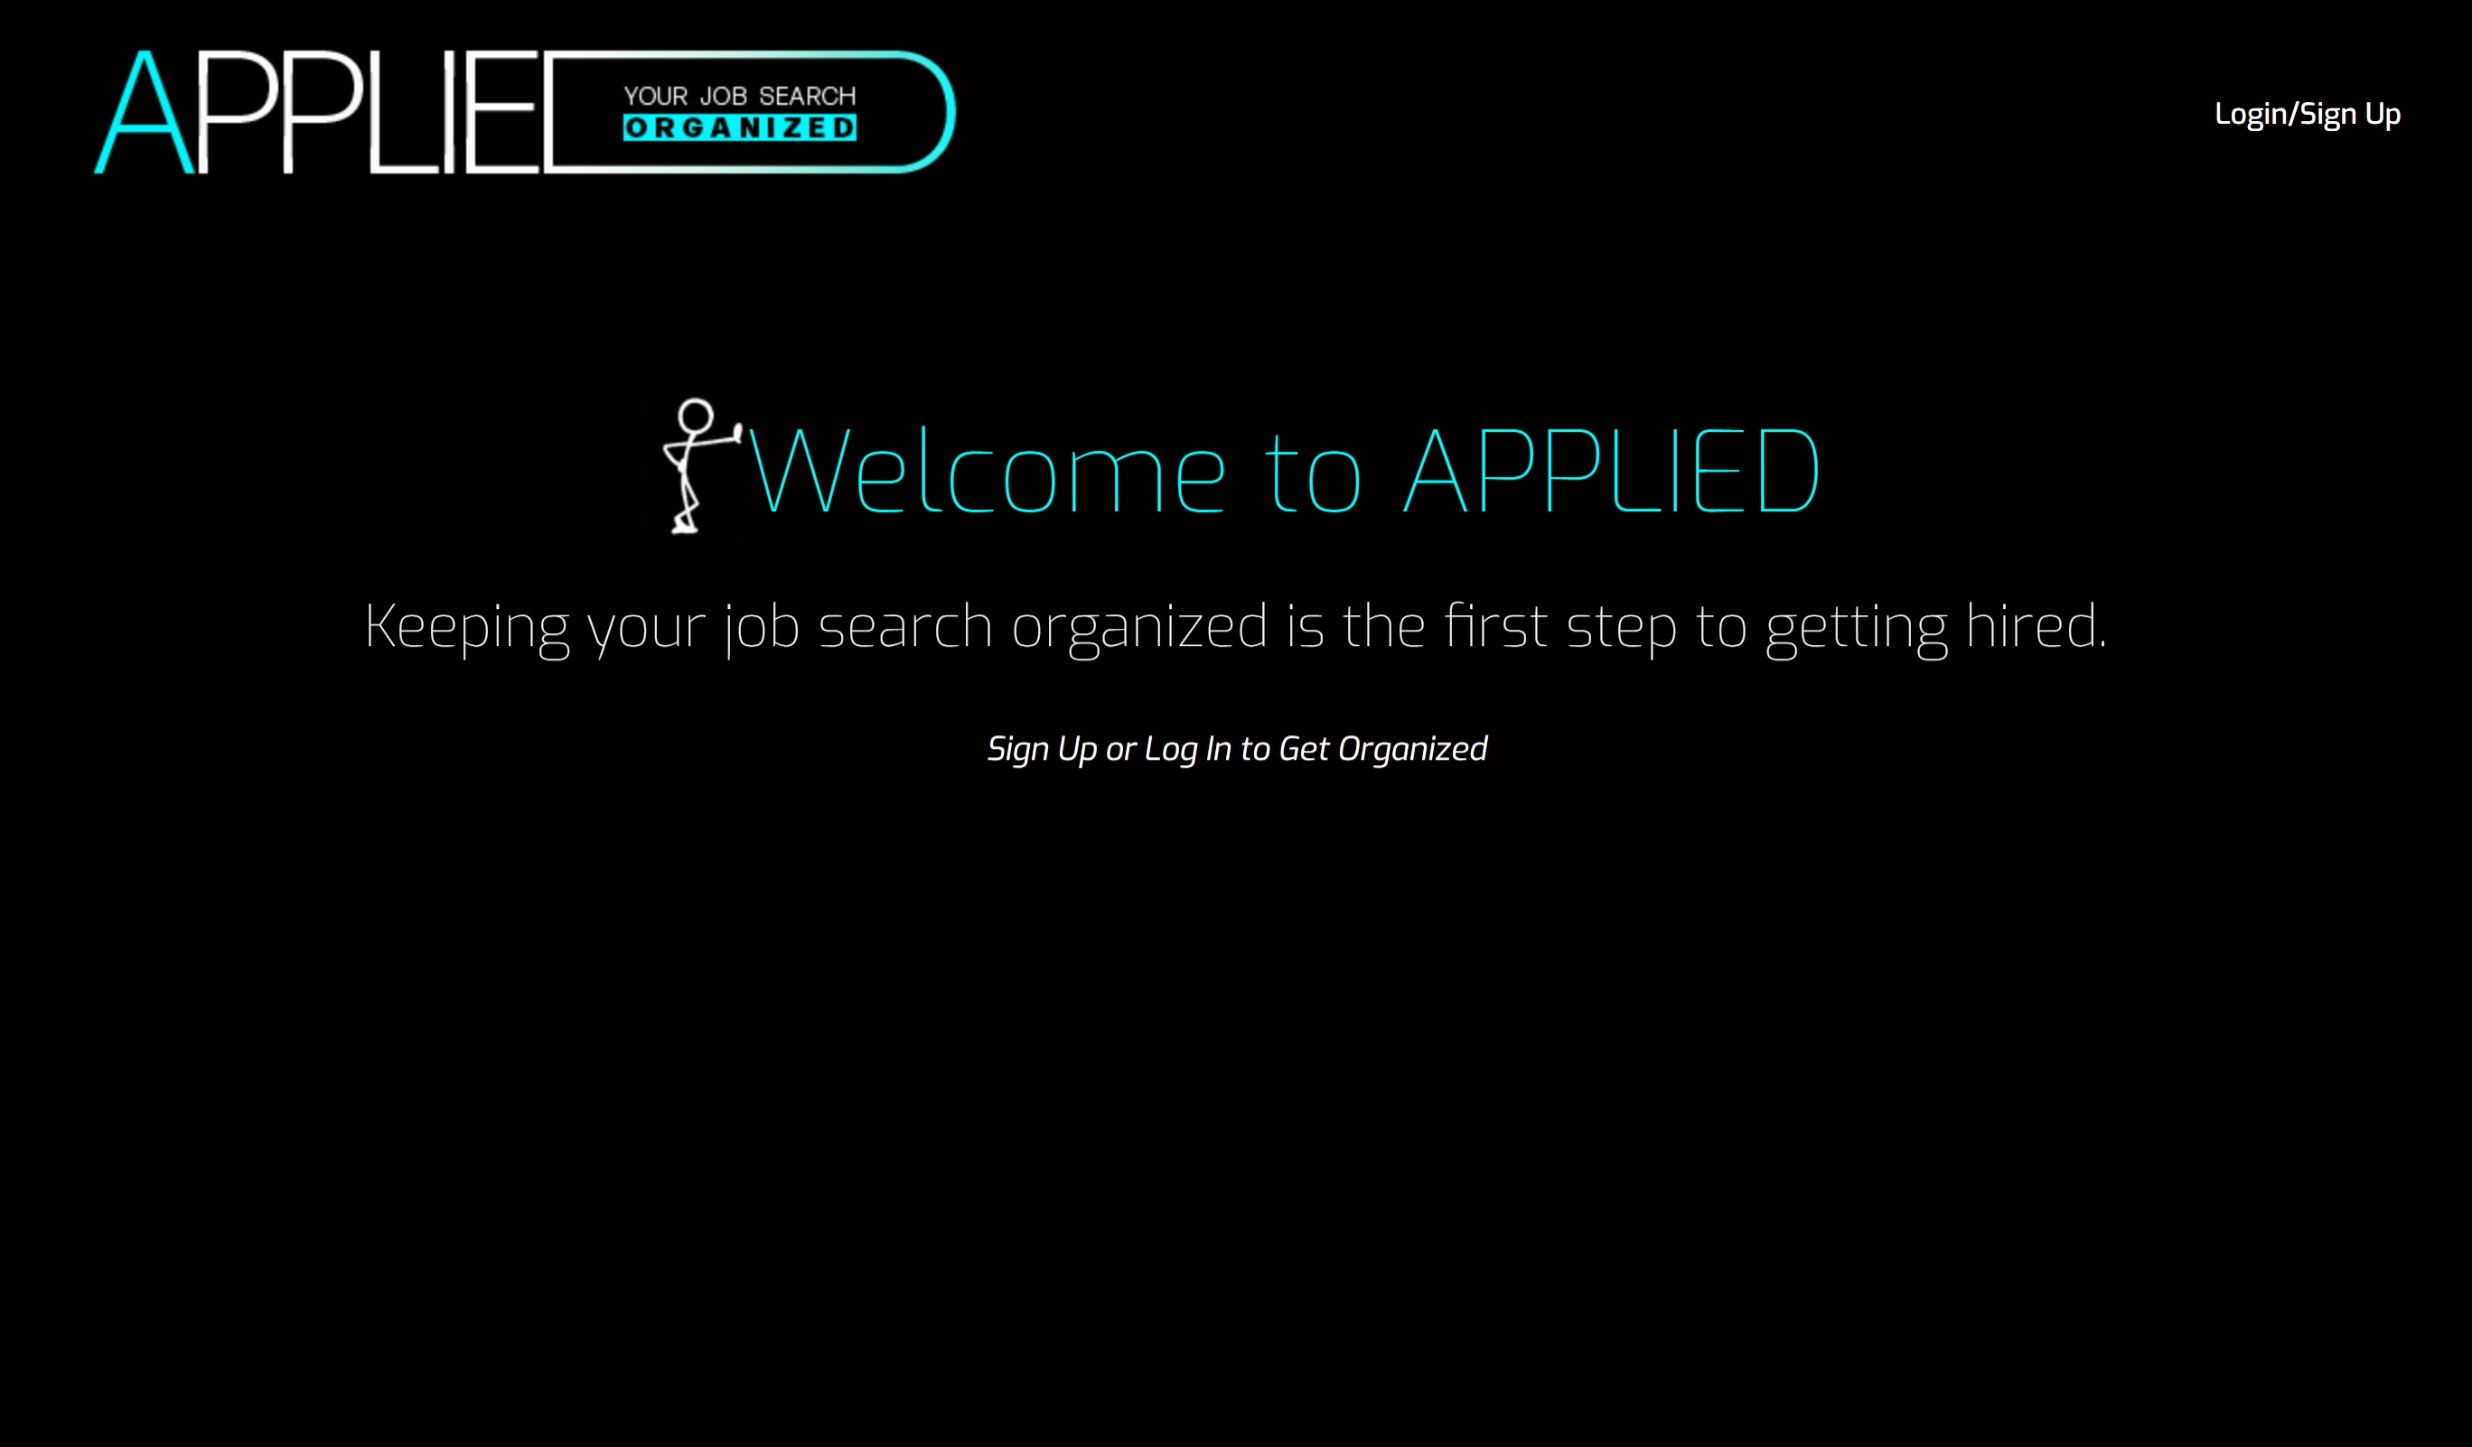 APPLIED
YOUR JOB SEARCH
ORGANIZED
Login/Sign Up
Welcome to APPLIED
Keeping your job search organized is the first step to getting hired.
Sign Up or Log In to Get Organized